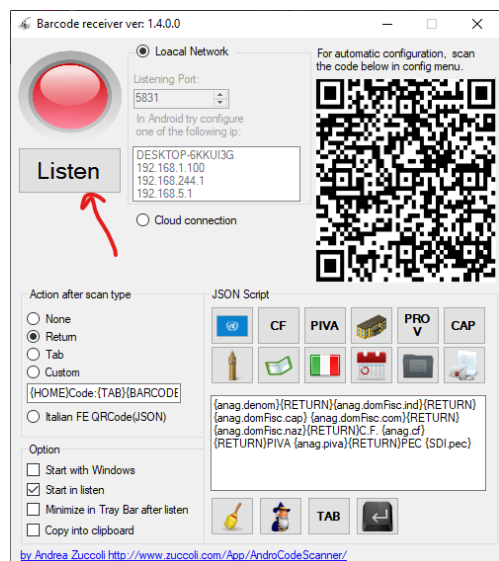 Barcode receiver ver: 1.4.0.0
Loacal Network
Listening Port:
5831
In Android try configure
one of the following ip:
DESKTOP-6KKUI3G
192.168.1.100
192.168.244.1
192.168.5.1
Cloud connection
Listen
For automatic configuration, scan
the code below in config menu.
Action after scan type
None
Return
Tab
Custom
{HOME}Code:{TAB}{BARCODE
Italian FE QRCode(JSON)
Option
Start with Windows
Start in listen
Minimize in Tray Bar after listen
Copy into clipboard
JSON Script
CF
PIVA
PRO
V
CAP
{anag.denom}{RETURN}{anag.domFisc.ind}{RETURN}
{anag.domFisc.cap} {anag.domFisc.com}{RETURN}
{anag.domFisc.naz}{RETURN}C.F. {anag.cf}
{RETURN}PIVA {anag.piva}{RETURN}PEC {SDI.pec}
TAB
by Andrea Zuccoli http://www.zuccoli.com/App/AndroCodeScanner/